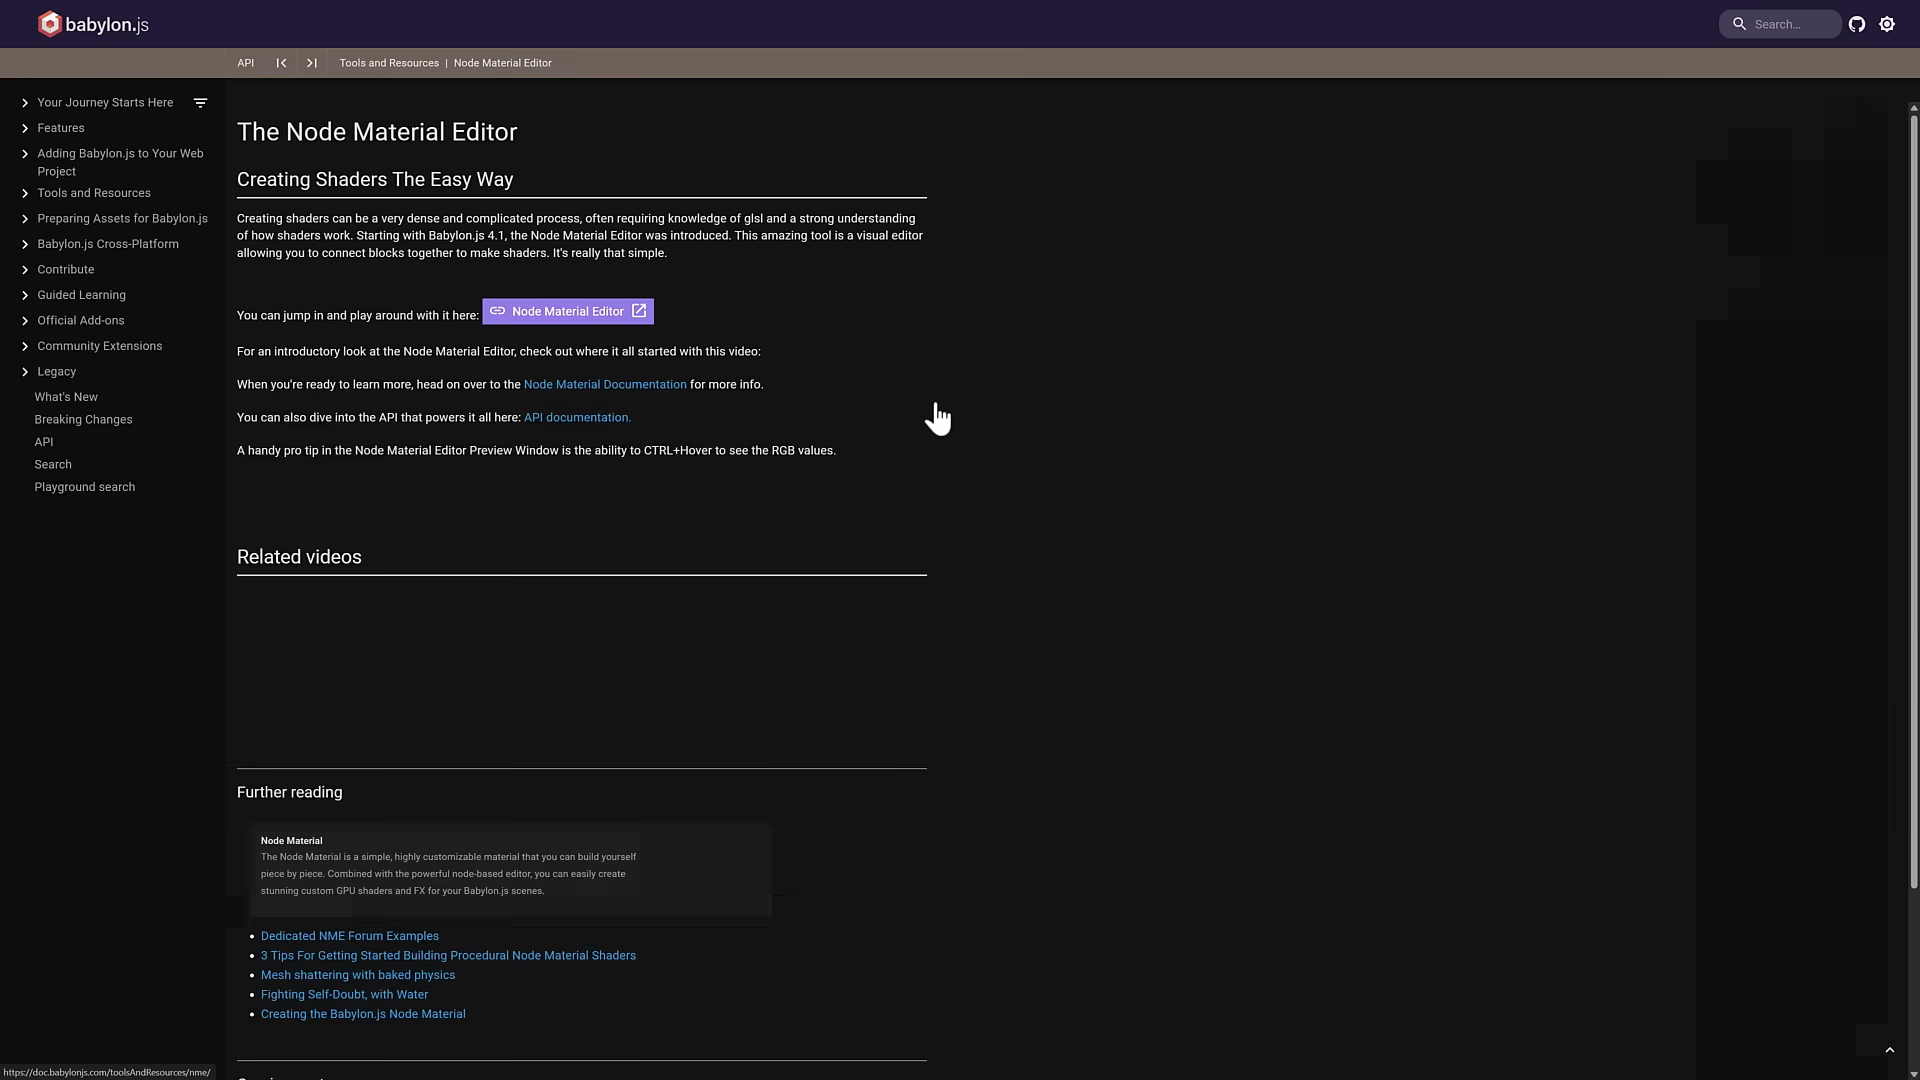 babylon.js
Search...
API
Tools and Resources | Node Material Editor
Your Journey Starts Here
Features
Adding Babylon.js to Your Web
Project
Tools and Resources
Preparing Assets for Babylon.js
Babylon.js Cross-Platform
Contribute
Guided Learning
Official Add-ons
Community Extensions
Legacy
What's New
Breaking Changes
API
Search
Playground search
The Node Material Editor
Creating Shaders The Easy Way
Creating shaders can be a very dense and complicated process, often requiring knowledge of glsl and a strong understanding
of how shaders work. Starting with Babylon.js 4.1, the Node Material Editor was introduced. This amazing tool is a visual editor
allowing you to connect blocks together to make shaders. It's really that simple.
You can jump in and play around with it here: Node Material Editor
For an introductory look at the Node Material Editor, check out where it all started with this video:
When you're ready to learn more, head on over to the Node Material Documentation for more info.
You can also dive into the API that powers it all here: API documentation.
A handy pro tip in the Node Material Editor Preview Window is the ability to CTRL+Hover to see the RGB values.
Related videos
Further reading
Node Material
The Node Material is a simple, highly customizable material that you can build yourself
piece by piece. Combined with the powerful node-based editor, you can easily create
stunning custom GPU shaders and FX for your Babylon.js scenes.
Dedicated NME Forum Examples
3 Tips For Getting Started Building Procedural Node Material Shaders
Mesh shattering with baked physics
Fighting Self-Doubt, with Water
Creating the Babylon.js Node Material
https://doc.babylonjs.com/toolsAndResources/nme/